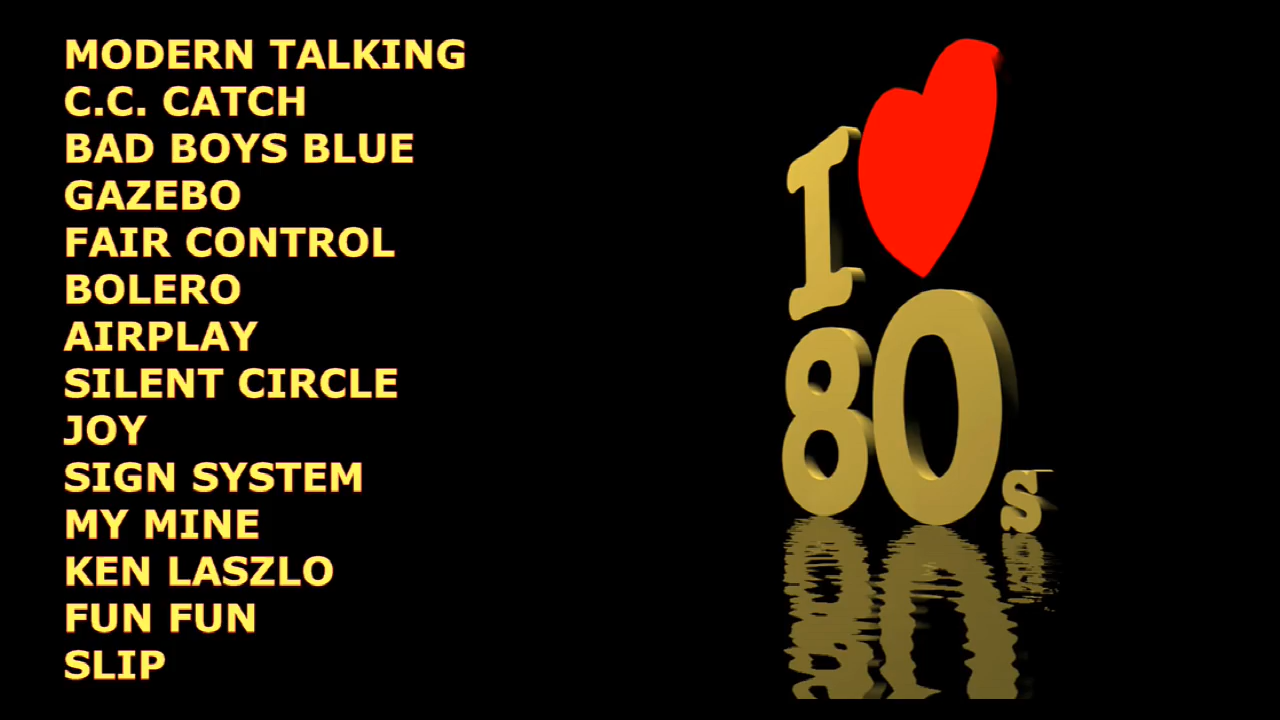 MODERN TALKING
C.C. CATCH
BAD BOYS BLUE
GAZEBO
FAIR CONTROL
BOLERO
AIRPLAY
SILENT CIRCLE
JOY
SIGN SYSTEM
MY MINE
KEN LASZLO
FUN FUN
SLIP
I
80s